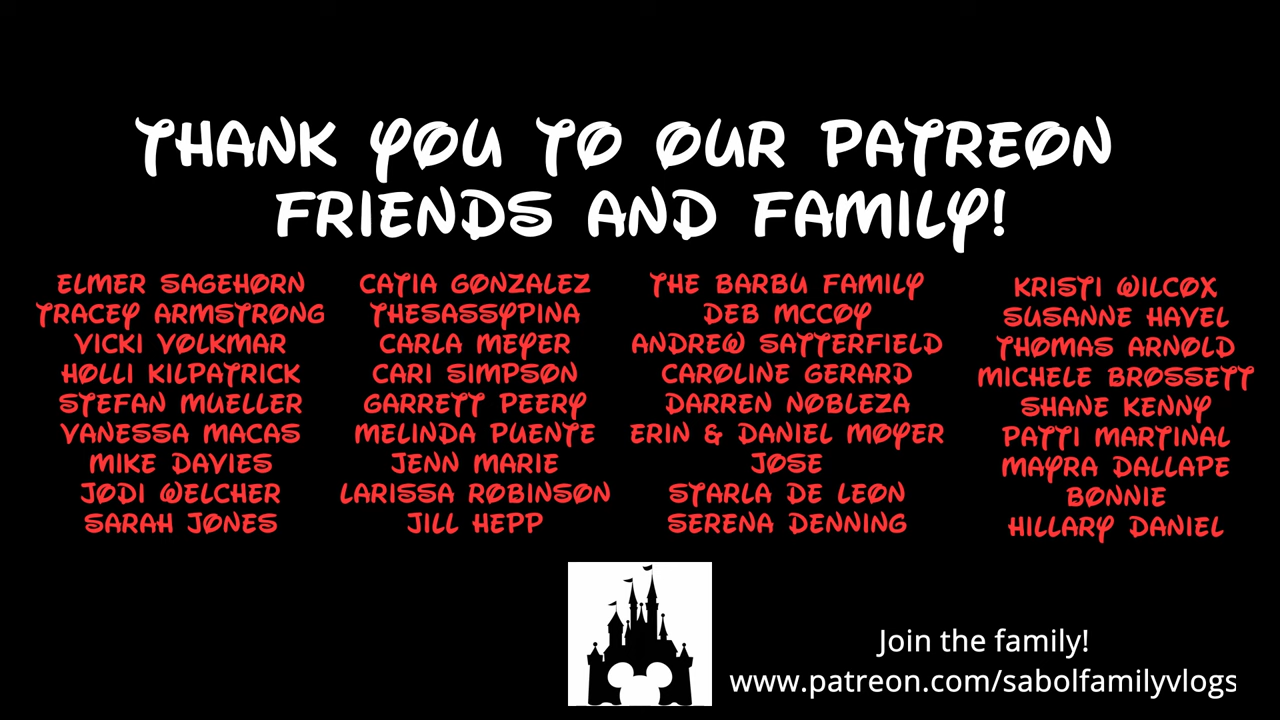 THANK YOU TO OUR PATREON
FRIENDS AND FAMILY!
ELMER SAGEHORN
TRACEY ARMSTRONG
VICKI VOLKMAR
HOLLI KILPATRICK
STEFAN MUELLER
VANESSA MACAS
MIKE DAVIES
JODI WELCHER
SARAH JONES
CATIA GONZALEZ
THESASSYPINA
CARLA MEYER
CARI SIMPSON
GARRETT PEERY
MELINDA PUENTE
JENN MARIE
LARISSA ROBINSON
JILL HEPP
THE BARBU FAMILY
DEB MCCOY
ANDREW SATTERFIELD
CAROLINE GERARD
DARREN NOBLEZA
ERIN & DANIEL MOYER
JOSE
STARLA DE LEON
SERENA DENNING
KRISTI WILCOX
SUSANNE HAVEL
THOMAS ARNOLD
MICHELE BROSSETT
SHANE KENNY
PATTI MARTINAL
MAYRA DALLAPE
BONNIE
HILLARY DANIEL
Join the family!
www.patreon.com/sabolfamilyvlogs